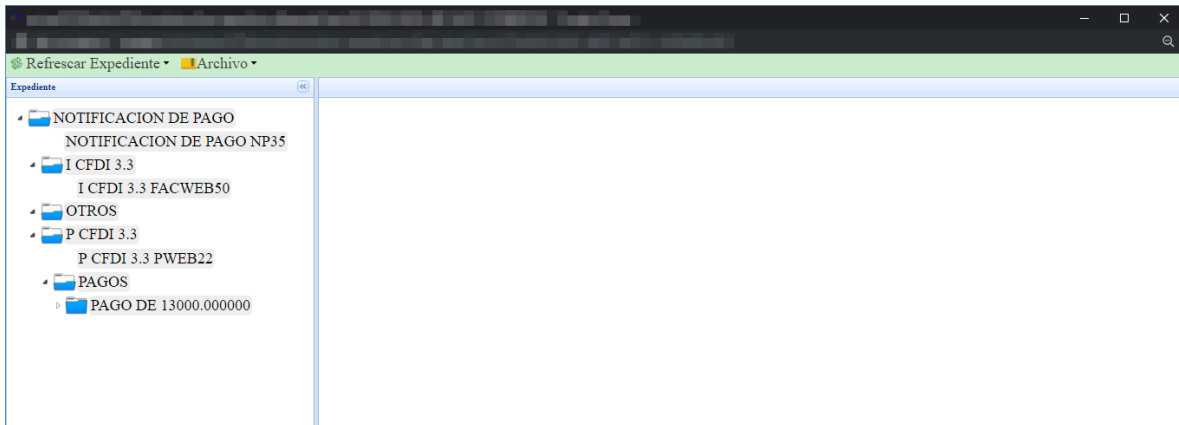 Refrescar Expediente Archivo
Expediente
NOTIFICACION DE PAGO
NOTIFICACION DE PAGO NP35
I CFDI 3.3
I CFDI 3.3 FACWEB50
OTROS
P CFDI 3.3
P CFDI 3.3 PWEB22
PAGOS
PAGO DE 13000.000000